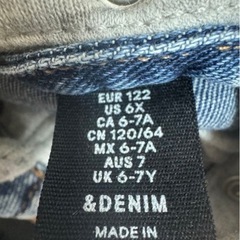 EUR 122
US 6X
CA 6-7A
CN 120/64
MX 6-7A
AUS 7
UK 6-7Y
&DENIM
MADE IN